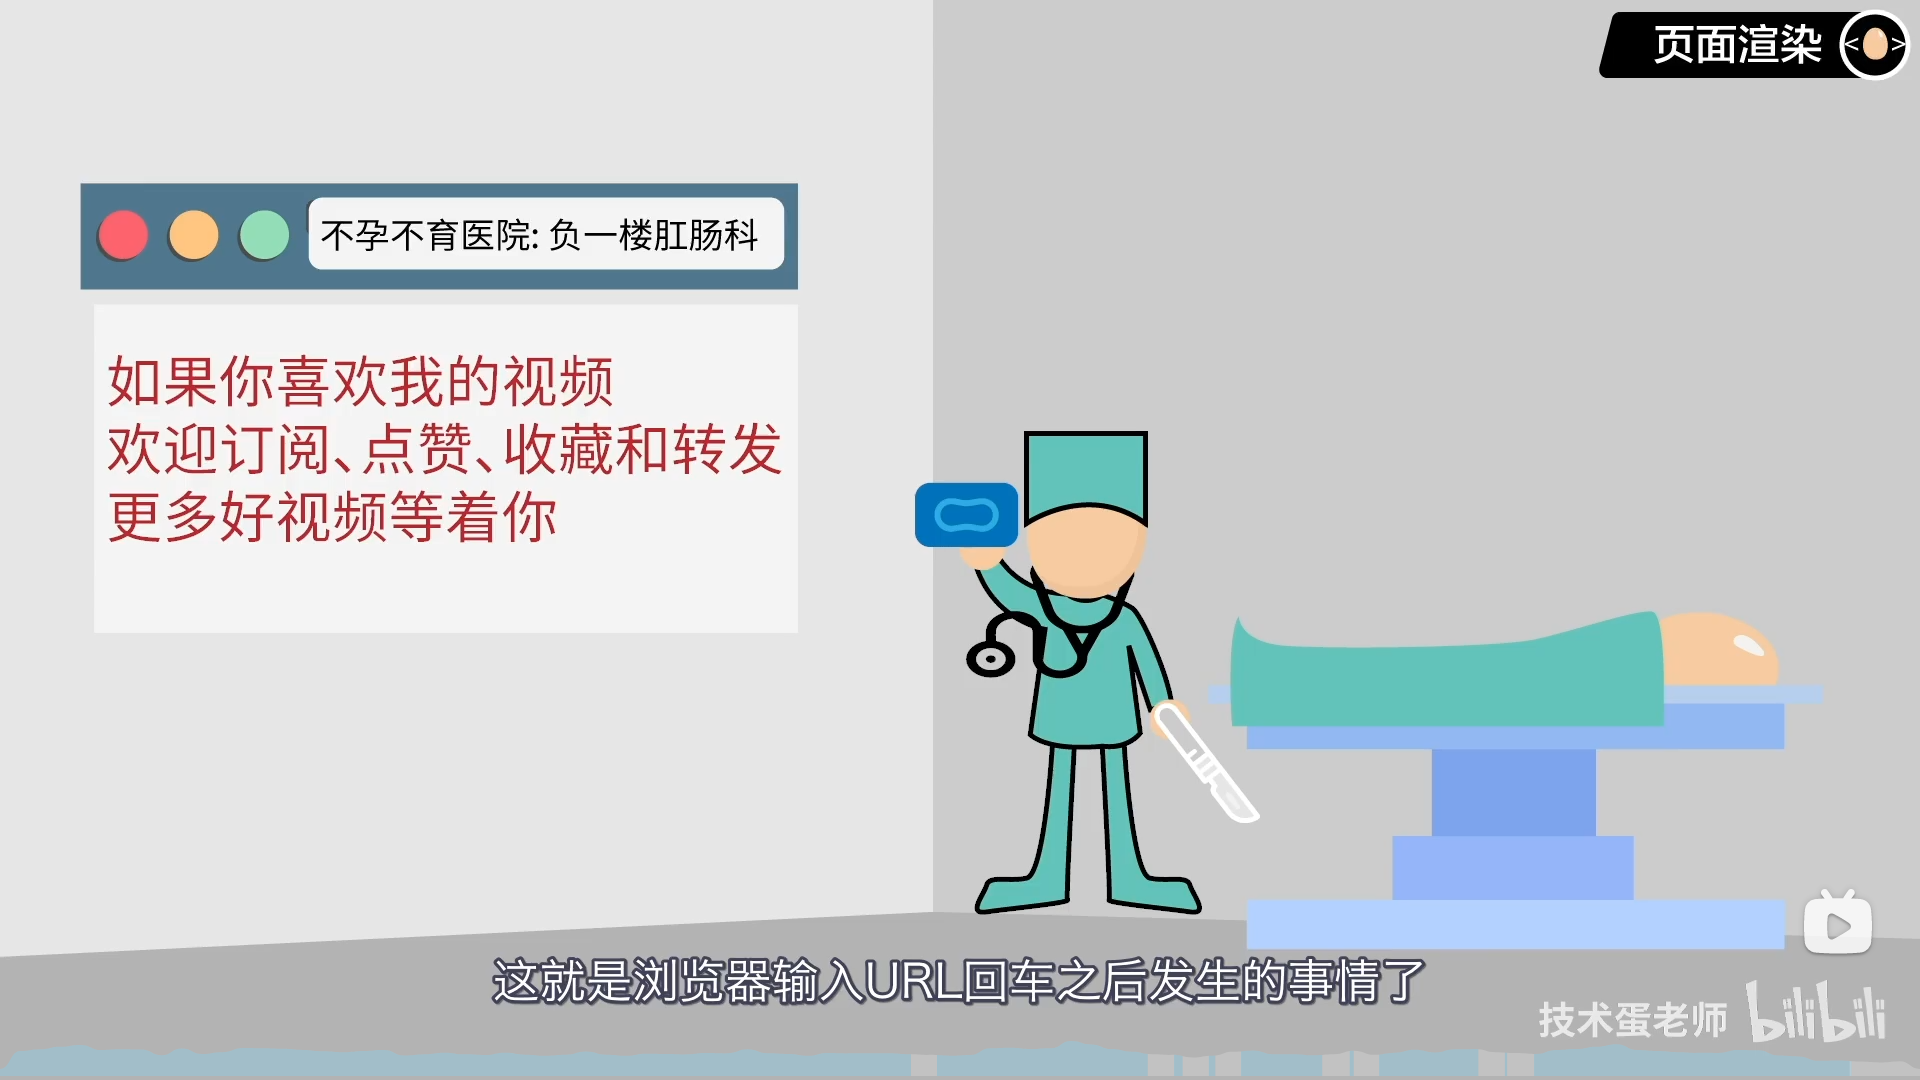 页面渲染
< >
不孕不育医院: 负一楼肛肠科
如果你喜欢我的视频
欢迎订阅、点赞、收藏和转发
更多好视频等着你
这就是浏览器输入URL回车之后发生的事情了
技术蛋老师 bilibili